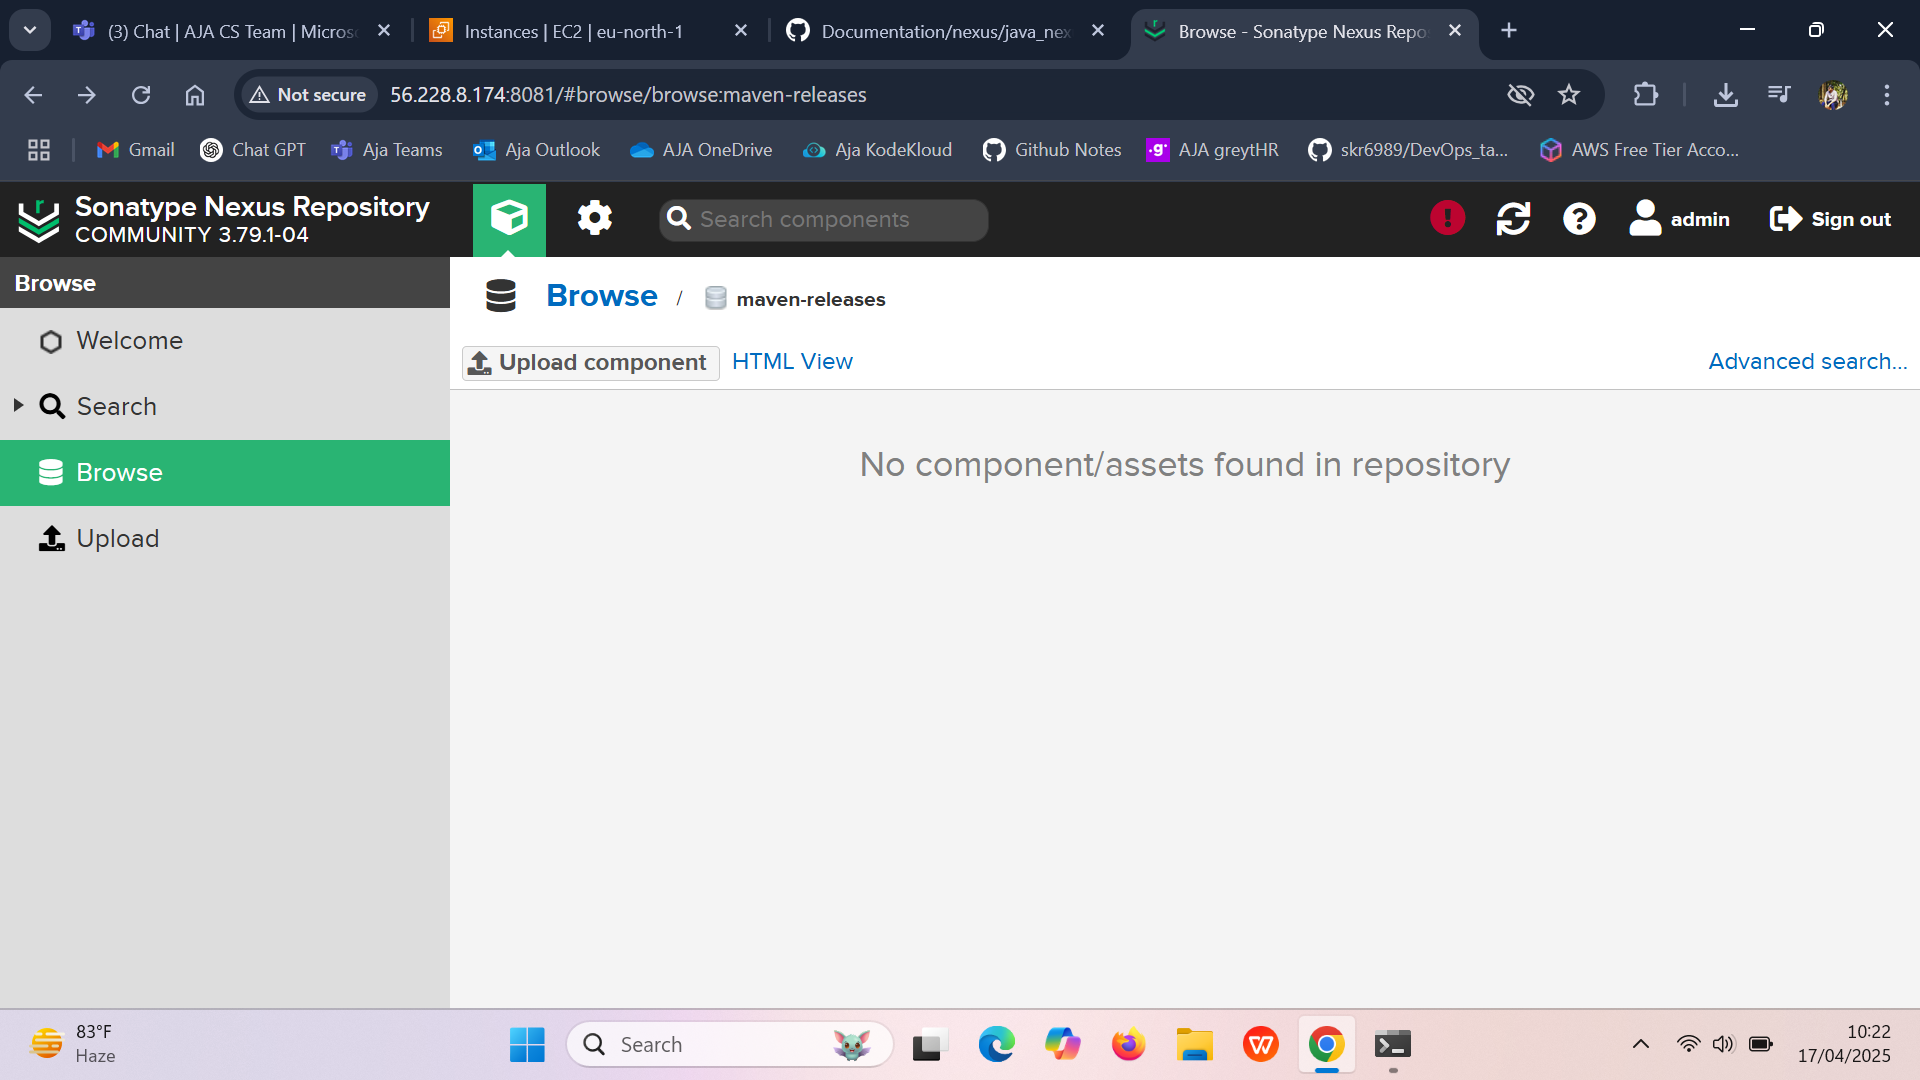 (3) Chat | AJA CS Team | Micros
Instances | EC2 | eu-north-1
Documentation/nexus/java_nex
Browse - Sonatype Nexus Repo
Not secure
56.228.8.174:8081/#browse/browse:maven-releases
Gmail
Chat GPT
Aja Teams
Aja Outlook
AJA OneDrive
Aja KodeKloud
Github Notes
.g*
AJA greytHR
skr6989/DevOps_ta...
AWS Free Tier Acco...
Sonatype Nexus Repository
COMMUNITY 3.79.1-04
Search components
admin
Sign out
Browse
Browse / maven-releases
Welcome
Upload component
HTML View
Advanced search...
Search
No component/assets found in repository
Browse
Upload
83°F
Haze
Search
10:22
17/04/2025